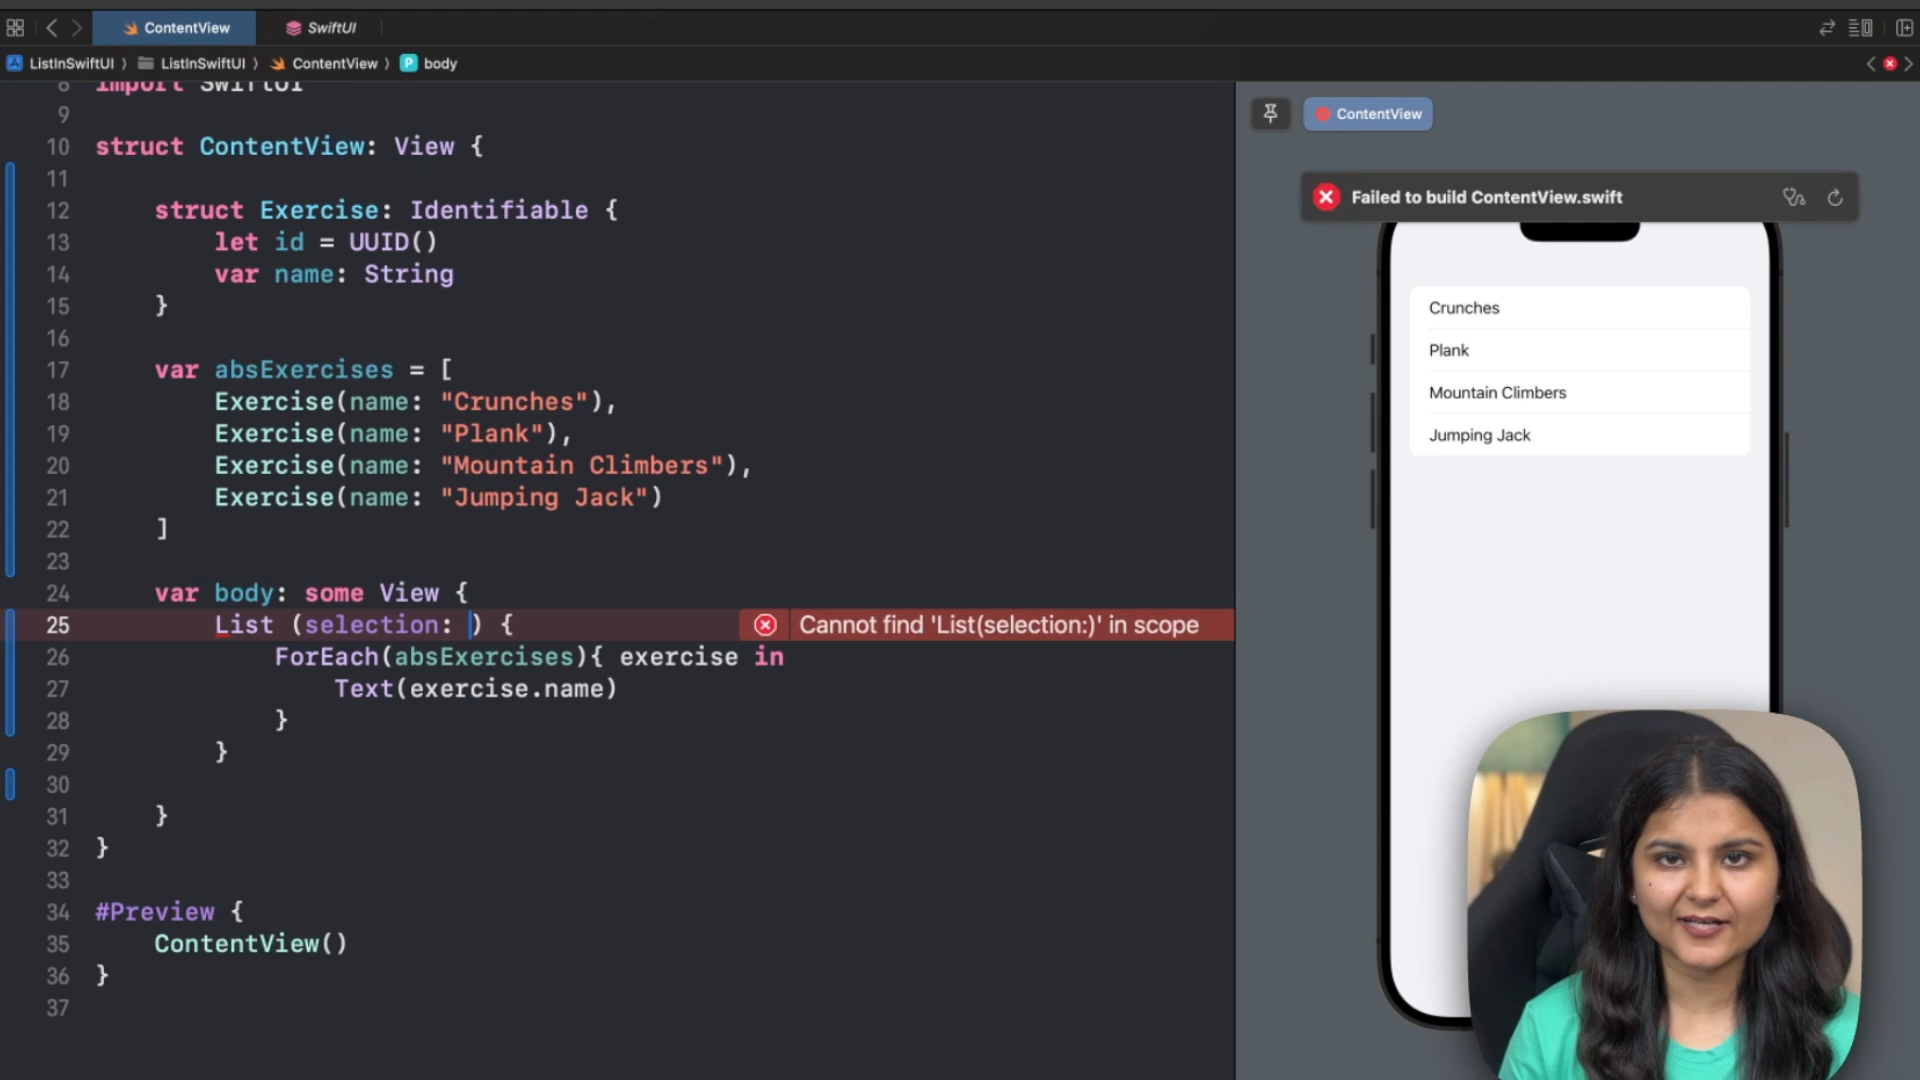 ContentView
SwiftUI
ListInSwiftUI
ListInSwiftUI
ContentView
P
body
8 import SwiftUI
9
10 struct ContentView: View {
11
12 struct Exercise: Identifiable {
13 let id = UUID()
14 var name: String
15 }
16
17 var absExercises = [
18 Exercise(name: "Crunches"),
19 Exercise(name: "Plank"),
20 Exercise(name: "Mountain Climbers"),
21 Exercise(name: "Jumping Jack")
22 ]
23
24 var body: some View {
25 List (selection: ) {
Cannot find 'List(selection:)' in scope
26 ForEach(absExercises){ exercise in
27 Text(exercise.name)
28 }
29 }
30
31 }
32 }
33
34 #Preview {
35 ContentView()
36 }
37
ContentView
Failed to build ContentView.swift
Crunches
Plank
Mountain Climbers
Jumping Jack